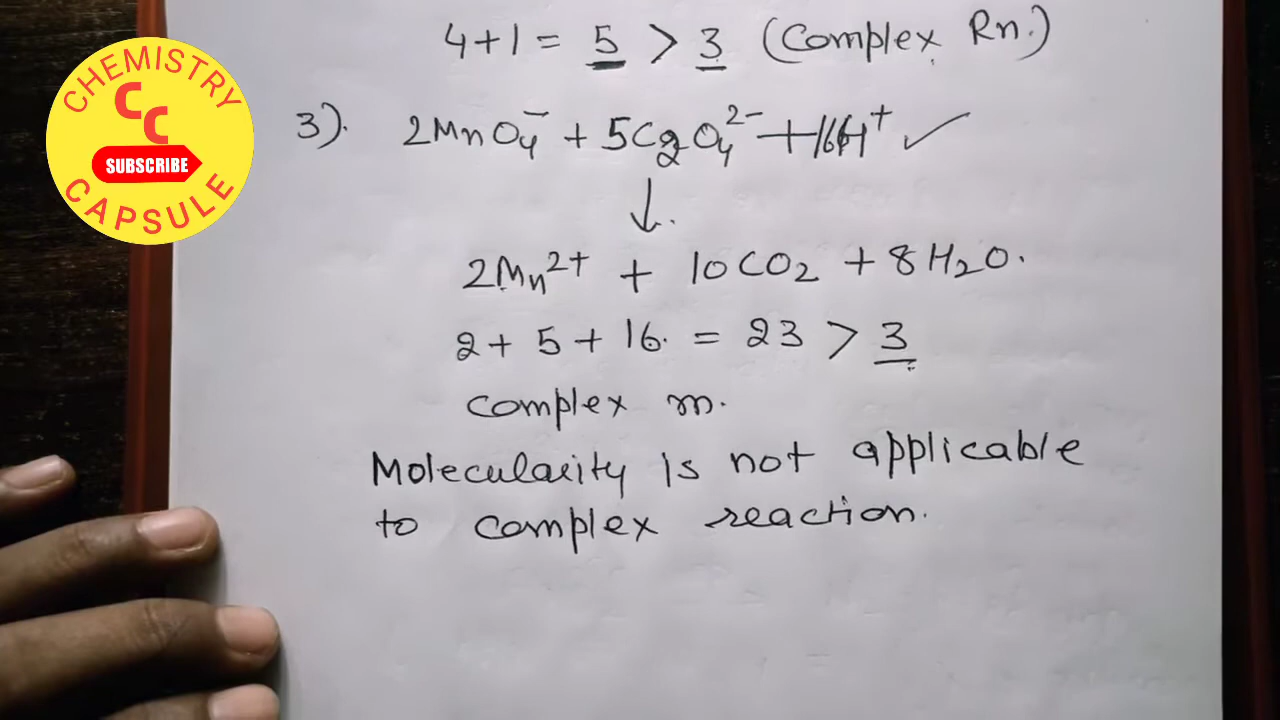 4+1 = 5 > 3 (Complex Rn.)
CHEMISTRY
CC
SUBSCRIBE
CAPSULE
3). 2MnO₄⁻ + 5C₂O₄²⁻ + 16H⁺ ✓
↓.
2Mn²⁺ + 10CO₂ + 8H₂O.
2 + 5 + 16. = 23 > 3
complex rn.
Molecularity is not applicable
to complex reaction.